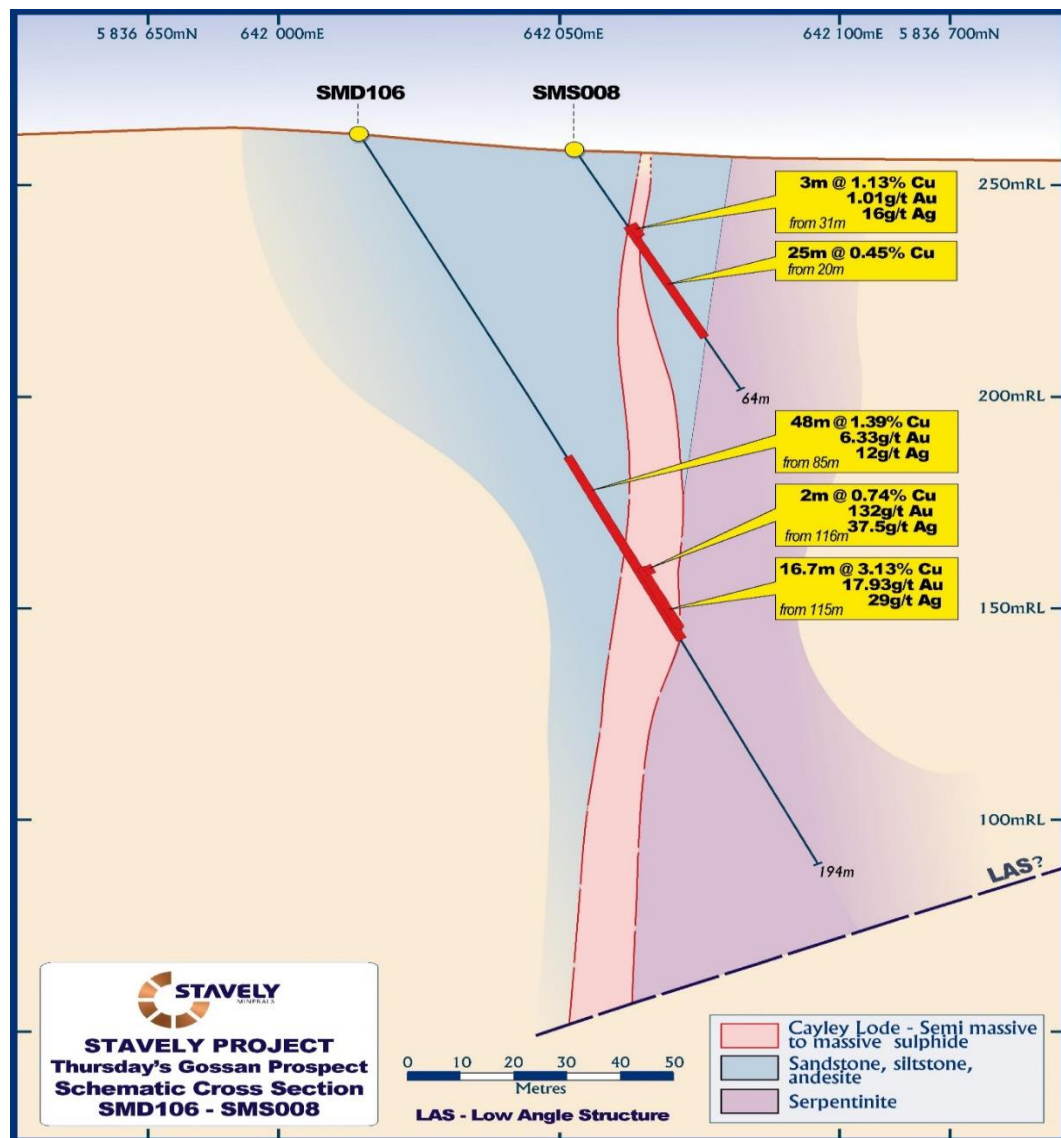 5 836 650mN 642 000mE 642 050mE 642 100mE 5 836 700mN
SMD106 SMS008
250mRL
3m @ 1.13% Cu
1.01g/t Au
16g/t Ag
from 31m
25m @ 0.45% Cu
from 20m
200mRL
64m
48m @ 1.39% Cu
6.33g/t Au
12g/t Ag
from 85m
2m @ 0.74% Cu
132g/t Au
37.5g/t Ag
from 116m
16.7m @ 3.13% Cu
17.93g/t Au
29g/t Ag
from 115m
150mRL
100mRL
194m
LAS?
STAVELY
MINERALS
STAVELY PROJECT
Thursday's Gossan Prospect
Schematic Cross Section
SMD106 - SMS008
0 10 20 30 40 50
Metres
LAS - Low Angle Structure
Cayley Lode - Semi massive
to massive sulphide
Sandstone, siltstone,
andesite
Serpentinite